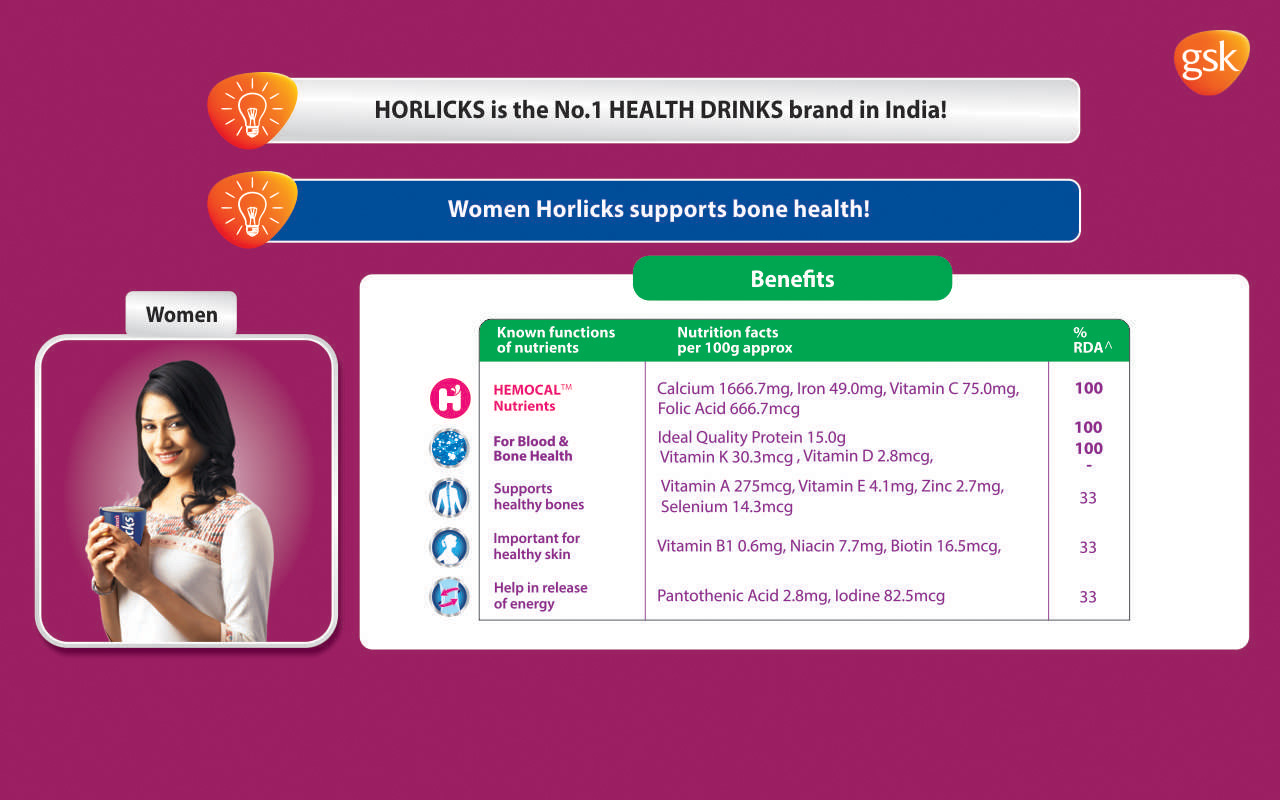 gsk
HORLICKS is the No.1 HEALTH DRINKS brand in India!
Women Horlicks supports bone health!
Benefits
Women
Known functions
of nutrients
Nutrition facts
per 100g approx
%
RDA^
HEMOCAL™
Nutrients
Calcium 1666.7mg, Iron 49.0mg, Vitamin C 75.0mg,
Folic Acid 666.7mcg
100
For Blood &
Bone Health
Ideal Quality Protein 15.0g
Vitamin K 30.3mcg , Vitamin D 2.8mcg,
100
100
-
Supports
healthy bones
Vitamin A 275mcg, Vitamin E 4.1mg, Zinc 2.7mg,
Selenium 14.3mcg
33
Important for
healthy skin
Vitamin B1 0.6mg, Niacin 7.7mg, Biotin 16.5mcg,
33
Help in release
of energy
Pantothenic Acid 2.8mg, Iodine 82.5mcg
33